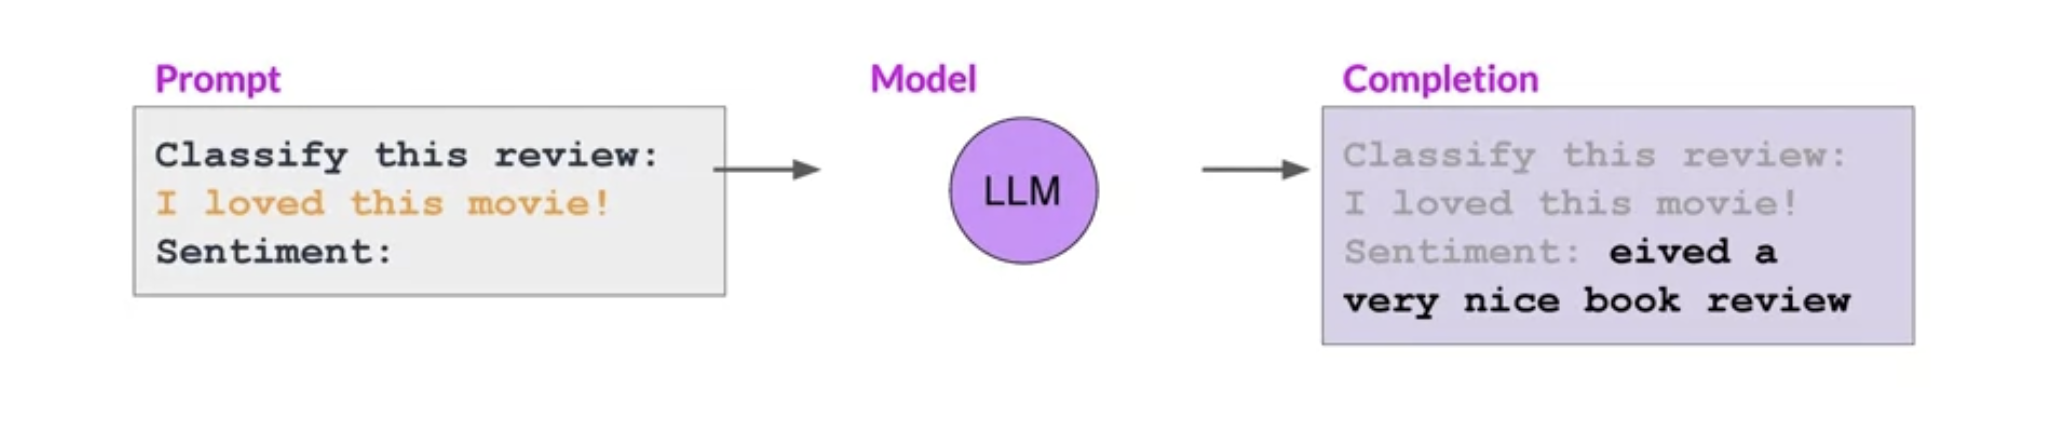 Prompt
Classify this review:
I loved this movie!
Sentiment:
Model
LLM
Completion
Classify this review:
I loved this movie!
Sentiment: eived a
very nice book review